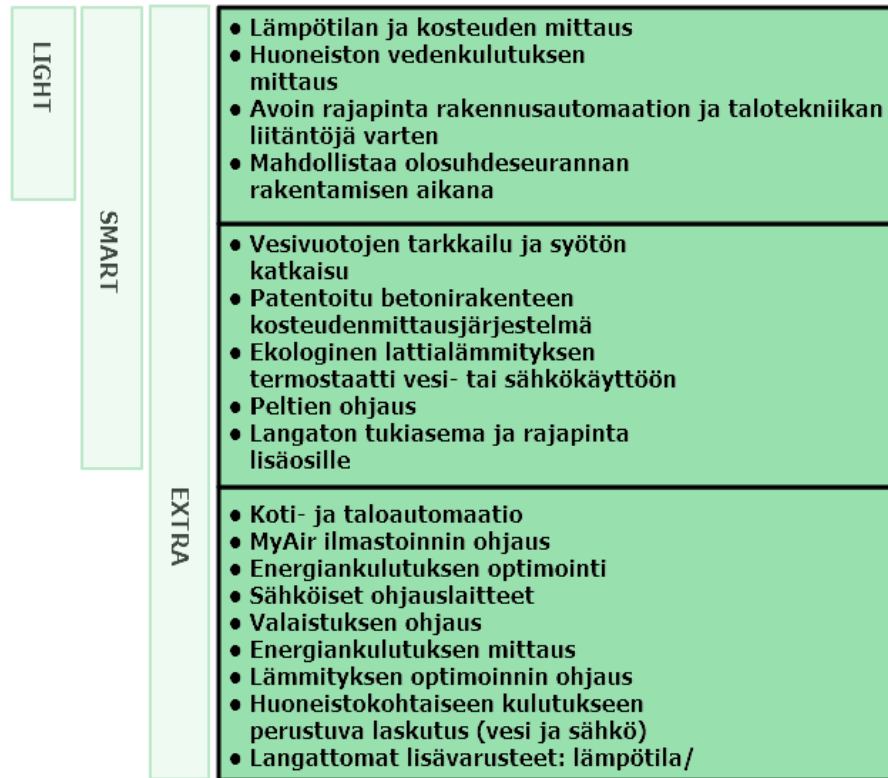 LIGHT
SMART
EXTRA
● Lämpötilan ja kosteuden mittaus
● Huoneiston vedenkulutuksen
mittaus
● Avoin rajapinta rakennusautomaation ja talotekniikan
liitäntöjä varten
● Mahdollistaa olosuhdeseurannan
rakentamisen aikana
● Vesivuotojen tarkkailu ja syötön
katkaisu
● Patentoitu betonirakenteen
kosteudenmittausjärjestelmä
● Ekologinen lattialämmityksen
termostaatti vesi- tai sähkökäyttöön
● Peltien ohjaus
● Langaton tukiasema ja rajapinta
lisäosille
● Koti- ja taloautomaatio
● MyAir ilmastoinnin ohjaus
● Energiankulutuksen optimointi
● Sähköiset ohjauslaitteet
● Valaistuksen ohjaus
● Energiankulutuksen mittaus
● Lämmityksen optimoinnin ohjaus
● Huoneistokohtaiseen kulutukseen
perustuva laskutus (vesi ja sähkö)
● Langattomat lisävarusteet: lämpötila/